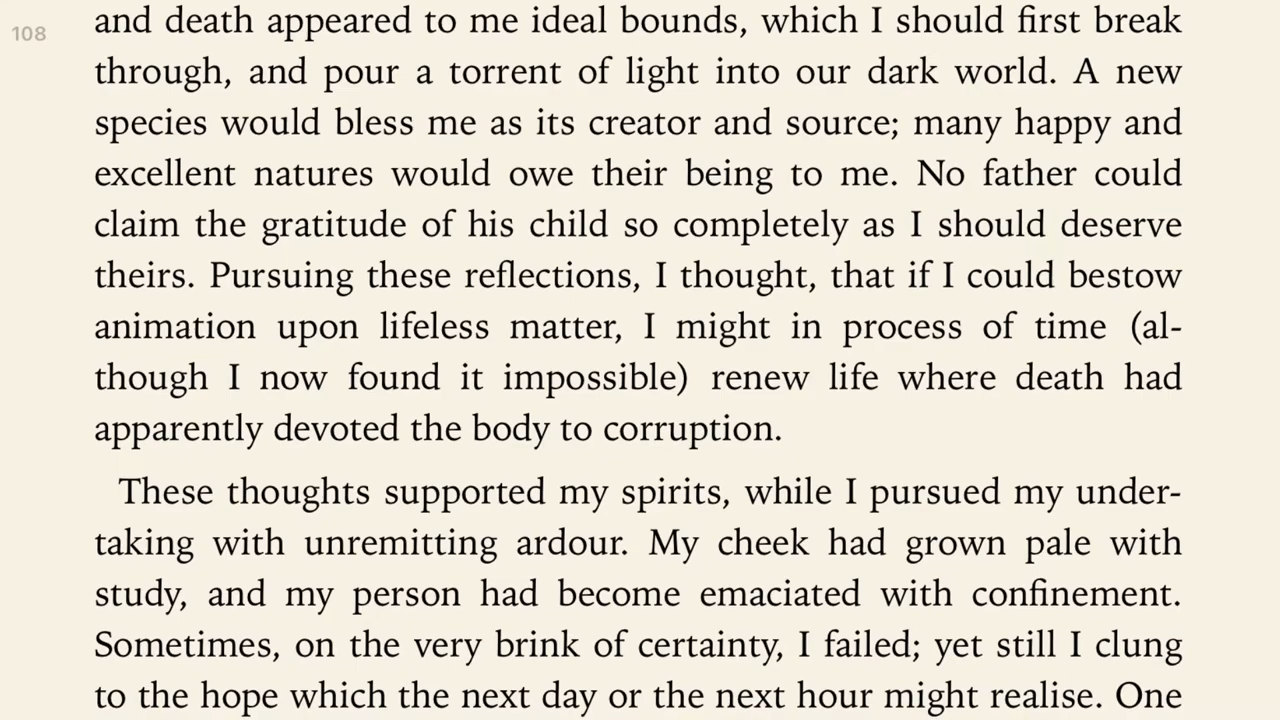 108
and death appeared to me ideal bounds, which I should first break
through, and pour a torrent of light into our dark world. A new
species would bless me as its creator and source; many happy and
excellent natures would owe their being to me. No father could
claim the gratitude of his child so completely as I should deserve
theirs. Pursuing these reflections, I thought, that if I could bestow
animation upon lifeless matter, I might in process of time (al-
though I now found it impossible) renew life where death had
apparently devoted the body to corruption.
These thoughts supported my spirits, while I pursued my under-
taking with unremitting ardour. My cheek had grown pale with
study, and my person had become emaciated with confinement.
Sometimes, on the very brink of certainty, I failed; yet still I clung
to the hope which the next day or the next hour might realise. One